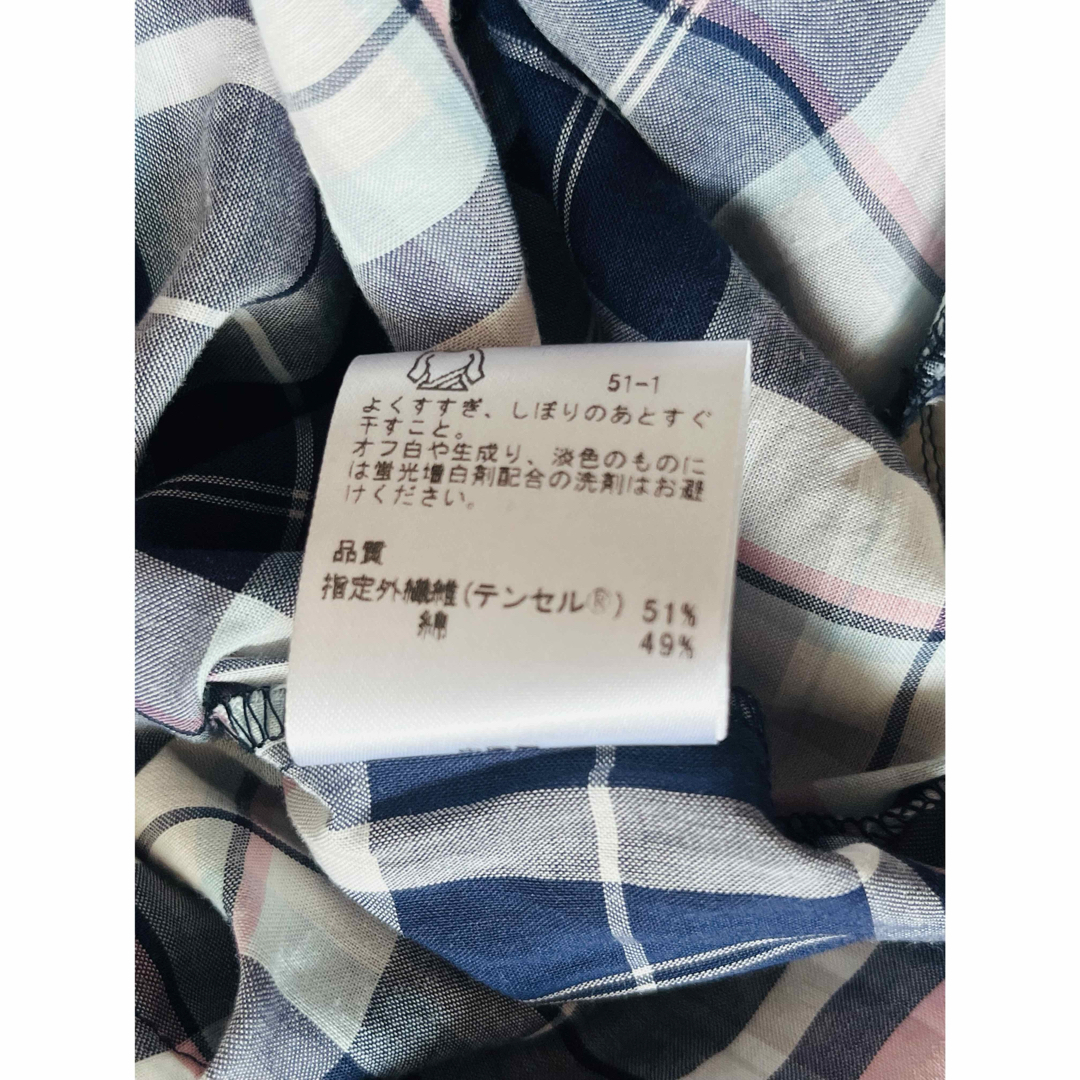 51-1
よくすすぎ、しぼりのあとすぐ
干すこと。
オフ白や生成り、淡色のものに
は蛍光増白剤配合の洗剤はお避
けください。
品質
指定外繊維(テンセル®) 51%
綿 49%